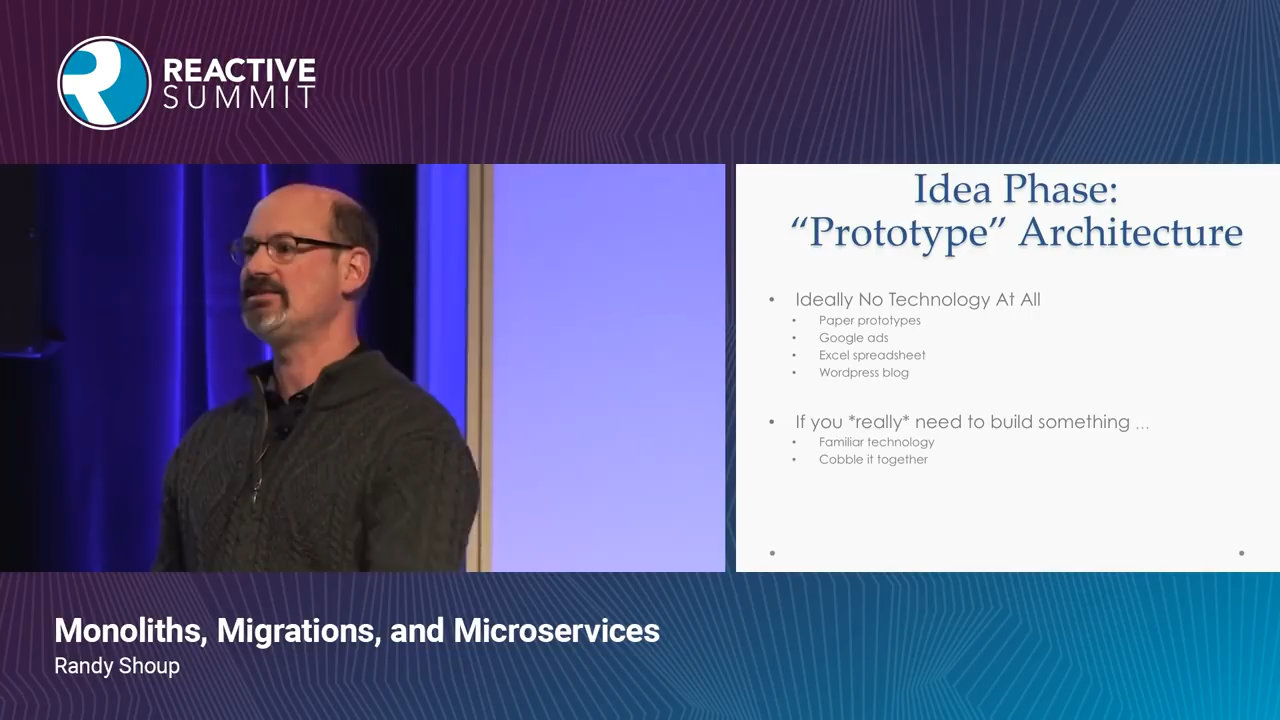 REACTIVE
SUMMIT
Idea Phase:
“Prototype” Architecture
• Ideally No Technology At All
• Paper prototypes
• Google ads
• Excel spreadsheet
• Wordpress blog
• If you *really* need to build something ...
• Familiar technology
• Cobble it together
Monoliths, Migrations, and Microservices
Randy Shoup